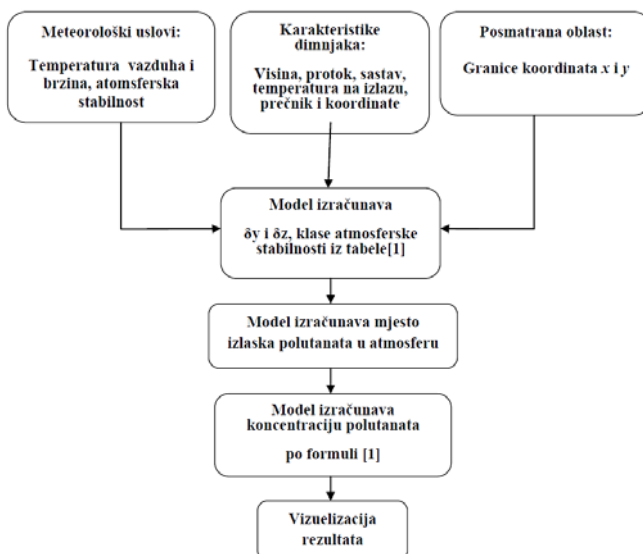 Meteorološki uslovi:
Temperatura vazduha i
brzina, atomsferska
stabilnost
Karakteristike
dimnjaka:
Visina, protok, sastav,
temperatura na izlazu,
prečnik i koordinate
Posmatrana oblast:
Granice koordinata x i y
Model izračunava
δy i δz, klase atmosferske
stabilnosti iz tabele[1]
Model izračunava mjesto
izlaska polutanata u atmosferu
Model izračunava
koncentraciju polutanata
po formuli [1]
Vizuelizacija
rezultata